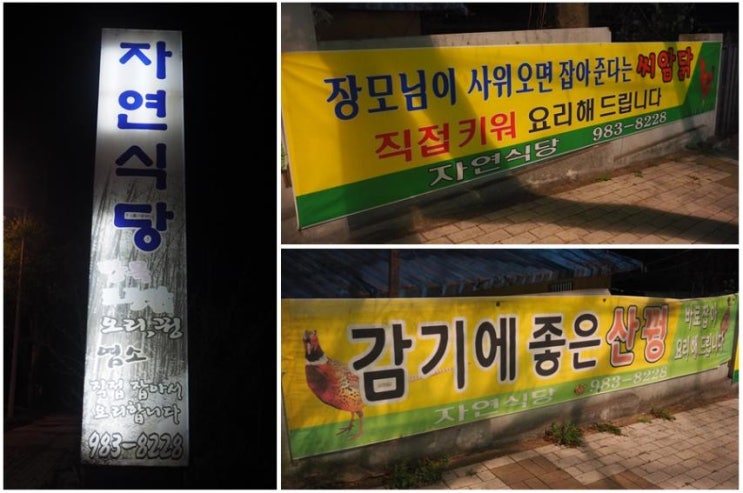 자연식당
오리,꿩
염소
직접 잡아서
요리합니다
983-8228
장모님이 사위오면 잡아 준다는 씨암닭
직접키워 요리해 드립니다
자연식당 983-8228
감기에 좋은 산꿩
바로잡아
요리해 드립니다
자연식당 983-8228